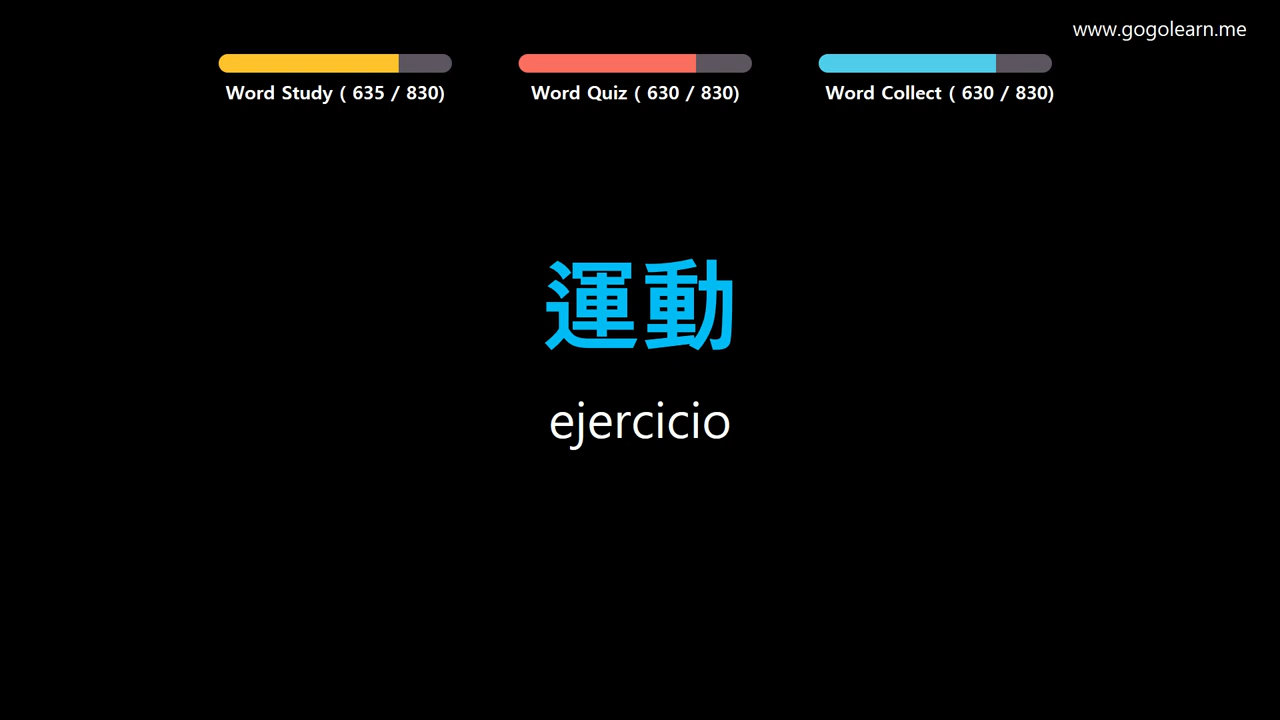 www.gogolearn.me
Word Study ( 635 / 830)
Word Quiz ( 630 / 830)
Word Collect ( 630 / 830)
運動
ejercicio